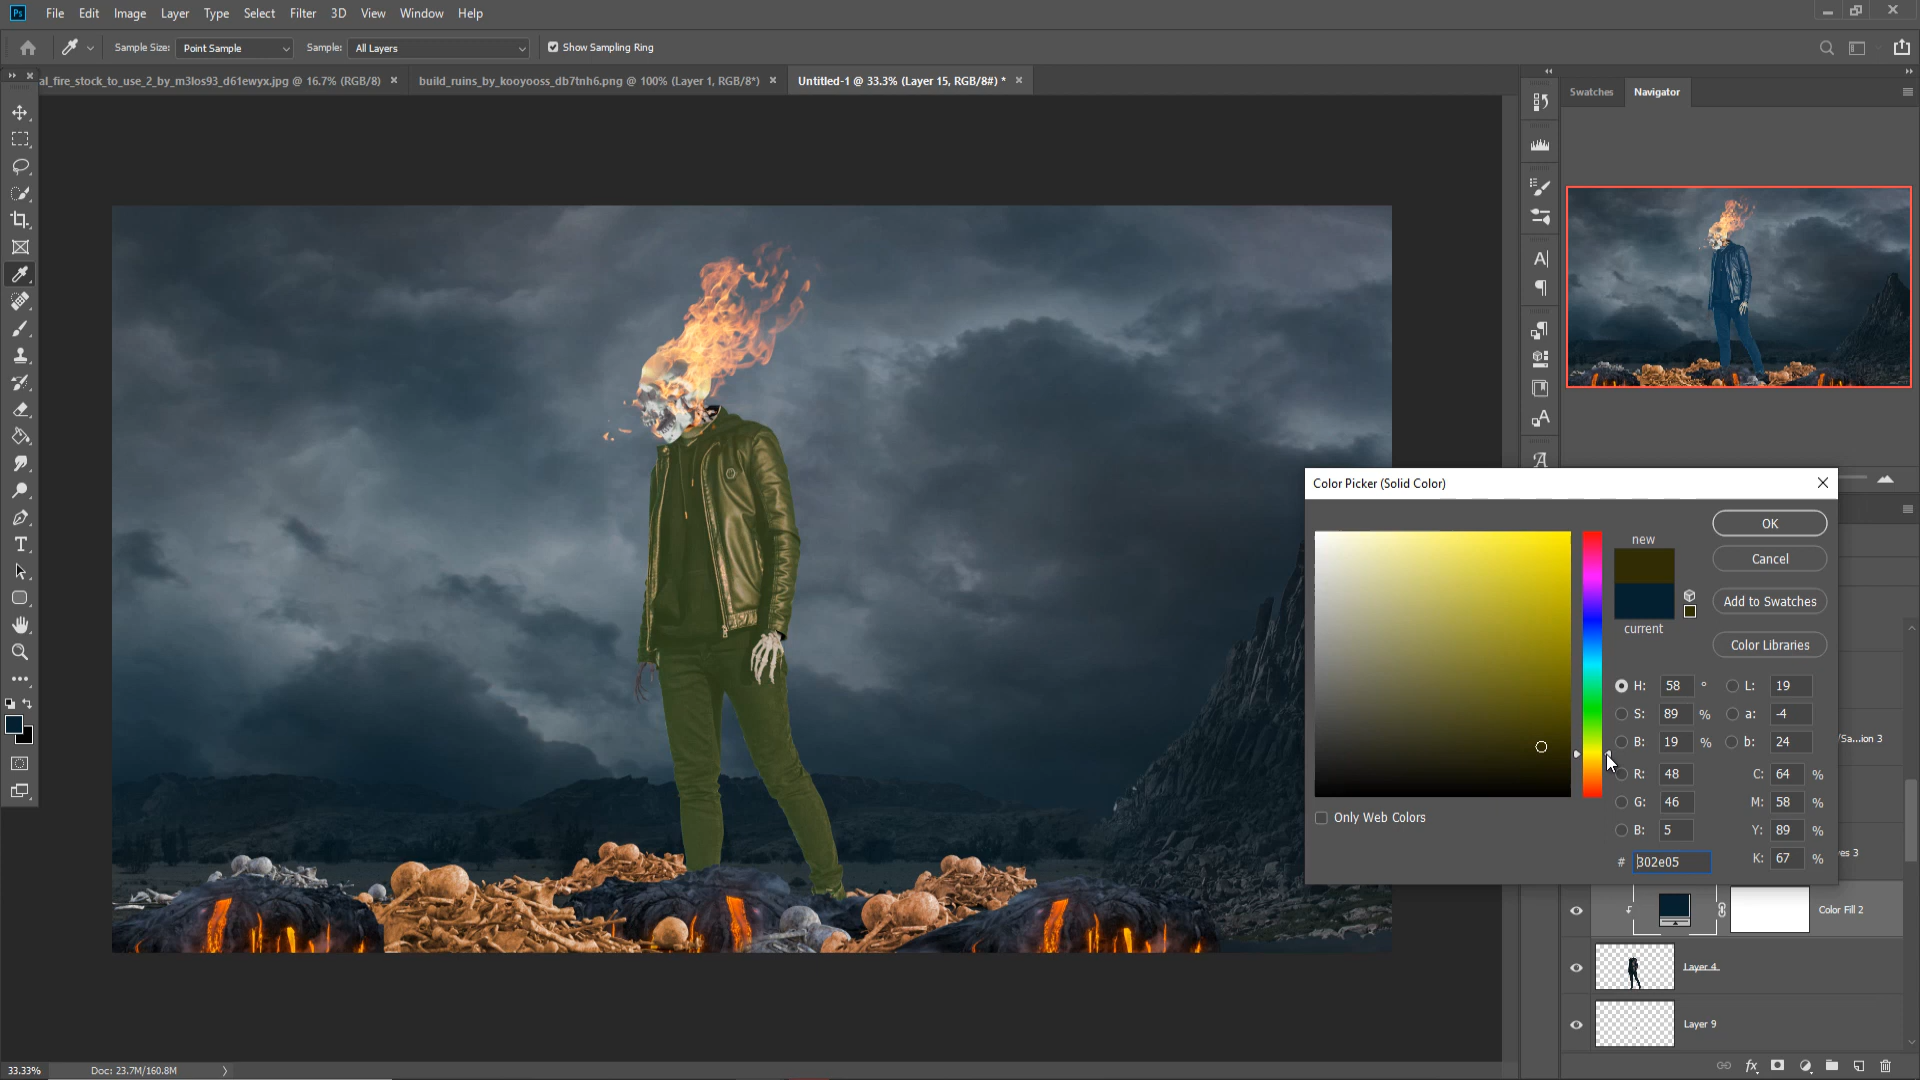 Ps File Edit Image Layer Type Select Filter 3D View Window Help
Sample Size: Point Sample Sample: All Layers Show Sampling Ring
al_fire_stock_to_use_2_by_m3los93_d61ewyx.jpg @ 16.7% (RGB/8) × build_ruins_by_kooyooss_db7tnh6.png @ 100% (Layer 1, RGB/8*) × Untitled-1 @ 33.3% (Layer 15, RGB/8#) * ×
Swatches Navigator
Color Picker (Solid Color)
new
OK
Cancel
Add to Swatches
current
Color Libraries
H: 58 ° L: 19
S: 89 % a: -4
B: 19 % b: 24
R: 48 C: 64 %
G: 46 M: 58 %
B: 5 Y: 89 %
# 302e05 K: 67 %
Only Web Colors
/Sa...ion 3
es 3
Color Fill 2
Layer 4
Layer 9
33.33% Doc: 23.7M/160.8M